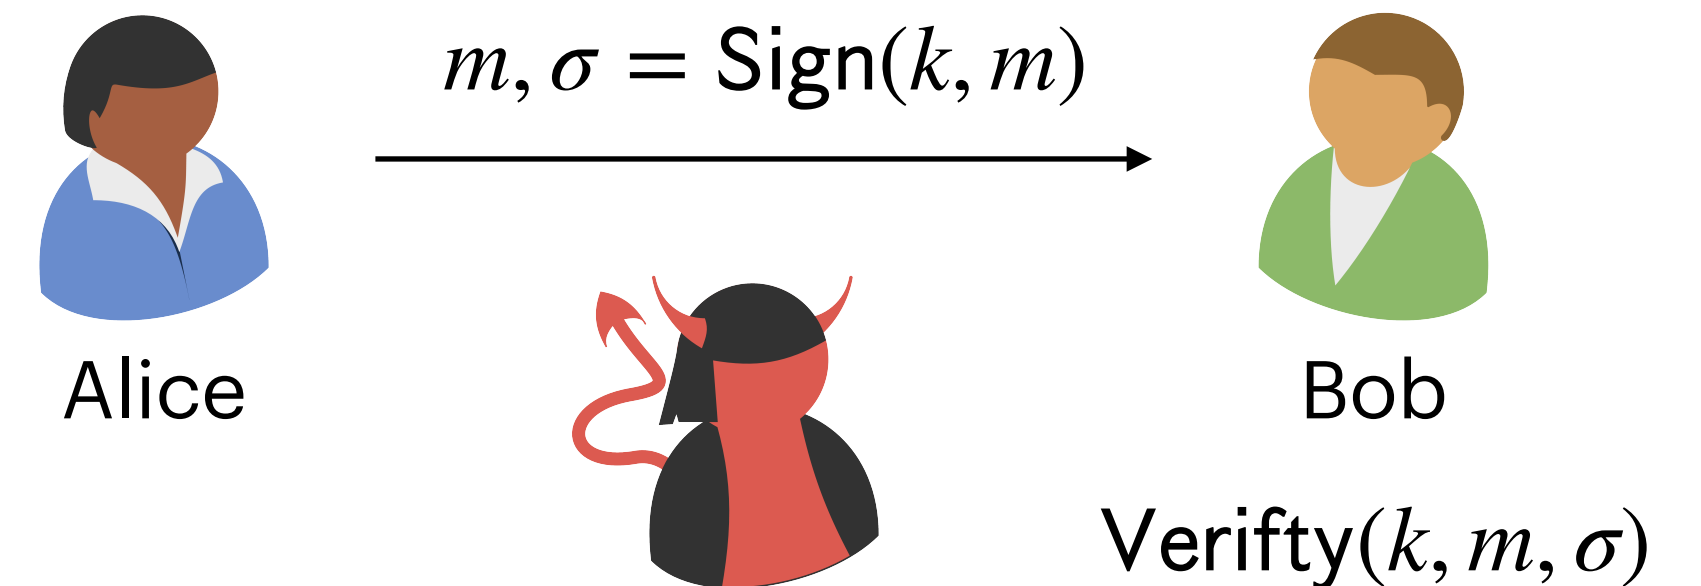 m, σ = Sign(k, m)
Alice
Bob
Verifty(k, m, σ)